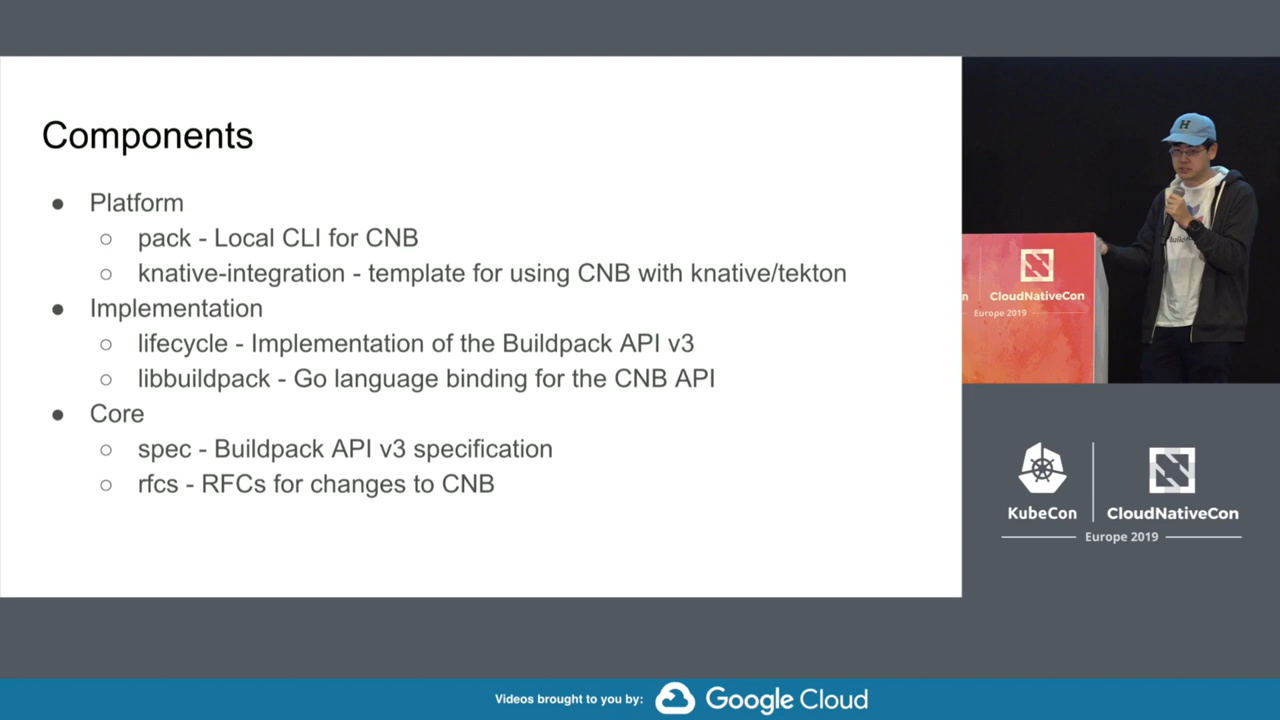 Components
● Platform
○ pack - Local CLI for CNB
○ knative-integration - template for using CNB with knative/tekton
● Implementation
○ lifecycle - Implementation of the Buildpack API v3
○ libbuildpack - Go language binding for the CNB API
● Core
○ spec - Buildpack API v3 specification
○ rfcs - RFCs for changes to CNB
H
n CloudNativeCon
Europe 2019
KubeCon CloudNativeCon
Europe 2019
Videos brought to you by: Google Cloud